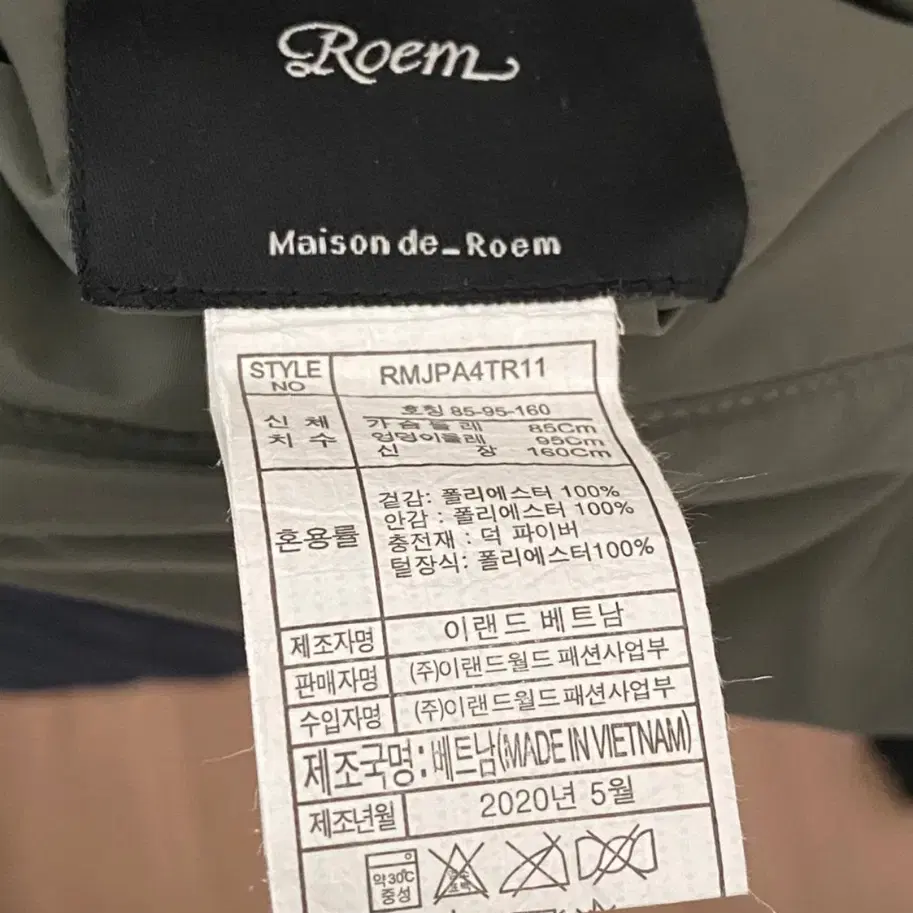 Roem
Maison de_Roem
STYLE NO RMJPA4TR11
신체 치수 호칭 85-95-160
가슴둘레 85Cm
엉덩이둘레 95Cm
신장 160Cm
혼용률 겉감: 폴리에스터 100%
안감 : 폴리에스터 100%
충전재 : 덕 파이버
털장식: 폴리에스터100%
제조자명 이랜드 베트남
판매자명 (주)이랜드월드 패션사업부
수입자명 (주)이랜드월드 패션사업부
제조국명: 베트남(MADE IN VIETNAM)
제조년월 2020년 5월
약30℃
중성